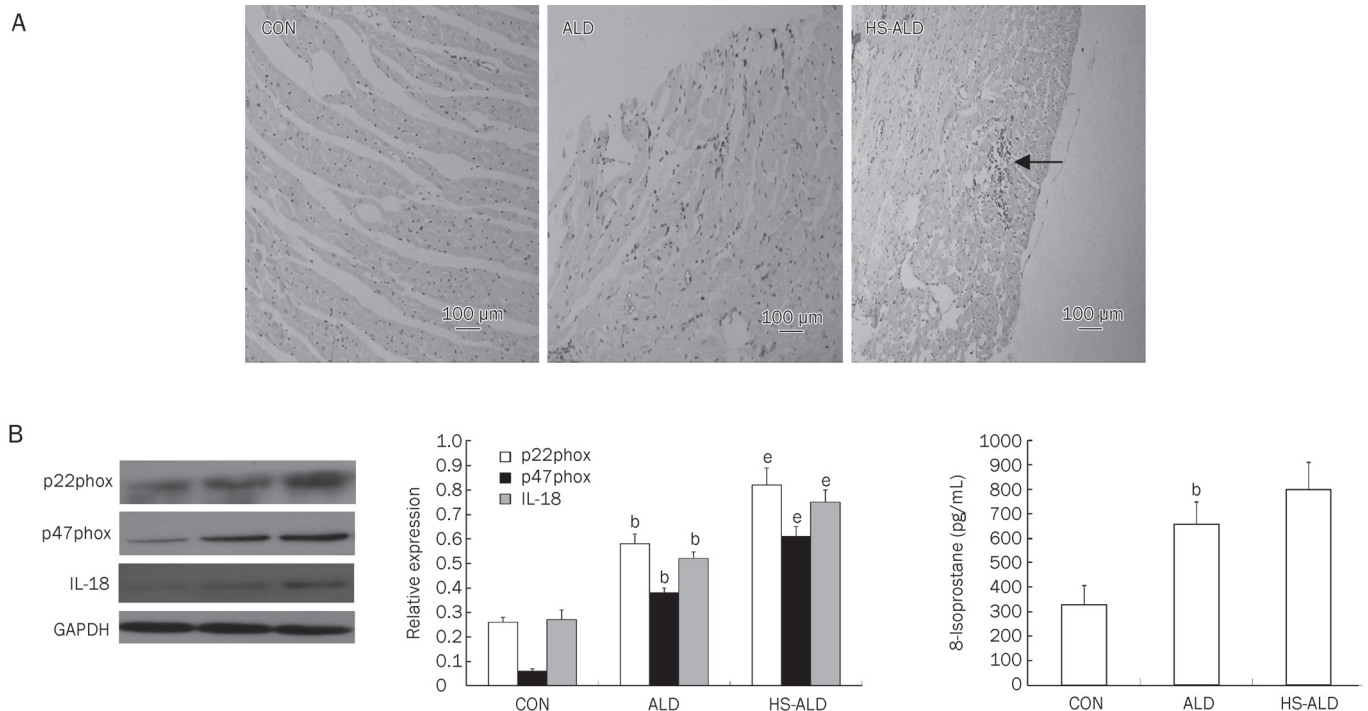 A
CON
ALD
HS-ALD
100 µm
100 µm
100 µm
B
p22phox
p47phox
IL-18
GAPDH
Relative expression
1.0
0.9
0.8
0.7
0.6
0.5
0.4
0.3
0.2
0.1
0
p22phox
p47phox
IL-18
b
b
b
e
e
e
CON
ALD
HS-ALD
8-Isoprostane (pg/mL)
1000
900
800
700
600
500
400
300
200
100
0
b
CON
ALD
HS-ALD